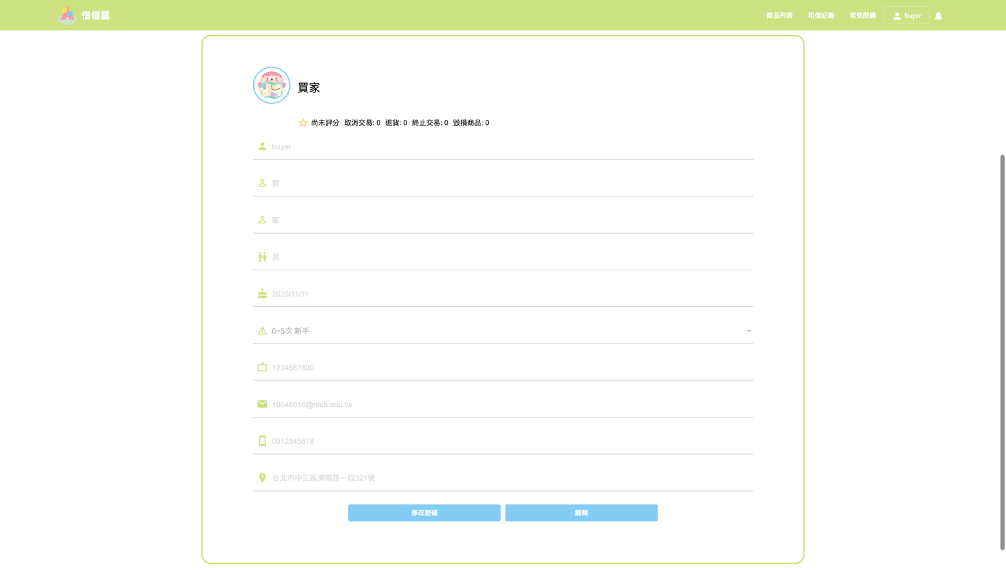 借借露
商品列表 租借紀錄 常見問題 buyer
買家
尚未評分 取消交易: 0 退貨: 0 終止交易: 0 毀損商品: 0
buyer
買
家
男
2020/11/11
0~5次 新手
1234567890
10646016@ntub.edu.tw
0912345678
台北市中正區濟南路一段321號
修改密碼 編輯